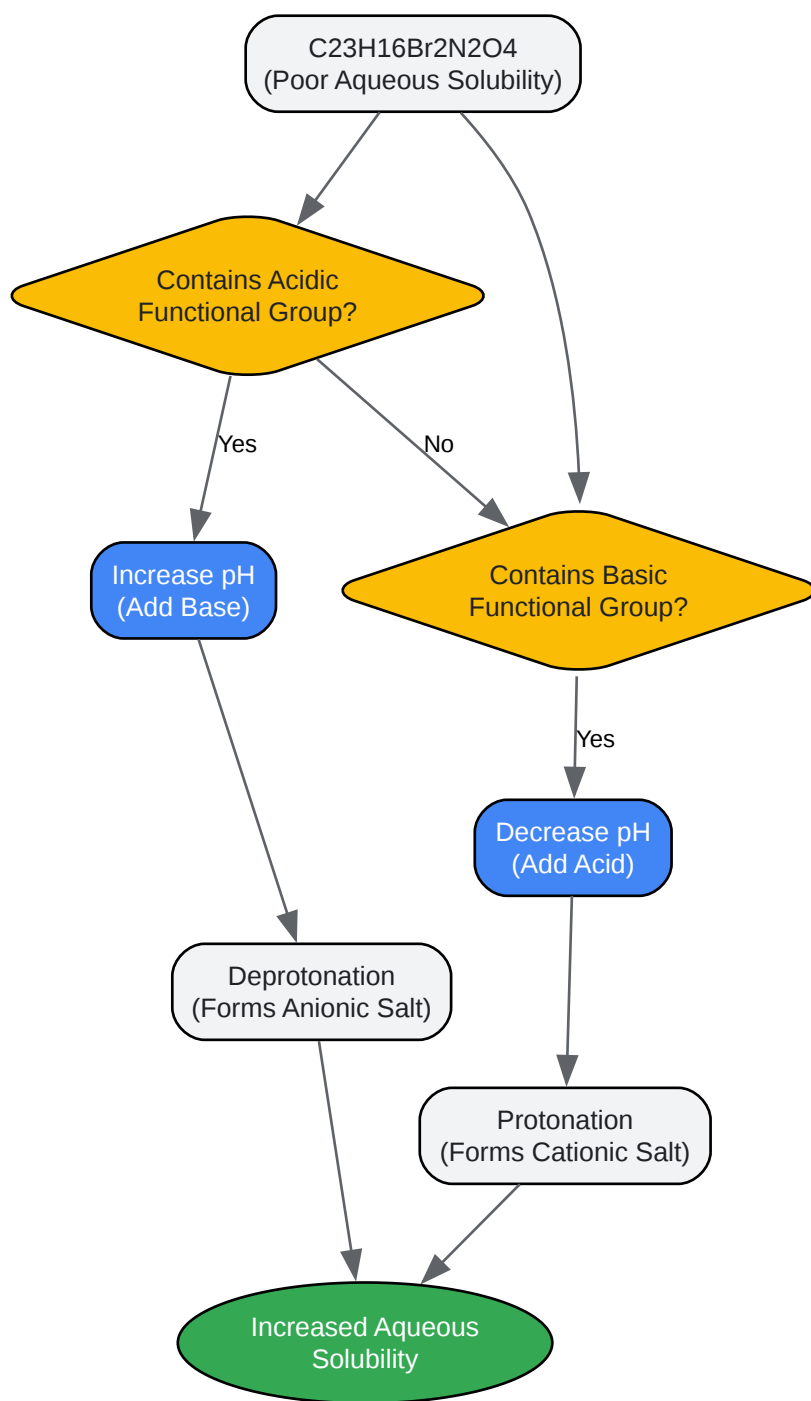 C23H16Br2N2O4
(Poor Aqueous Solubility)
Contains Acidic
Functional Group?
Yes
No
Increase pH
(Add Base)
Contains Basic
Functional Group?
Yes
Decrease pH
(Add Acid)
Deprotonation
(Forms Anionic Salt)
Protonation
(Forms Cationic Salt)
Increased Aqueous
Solubility